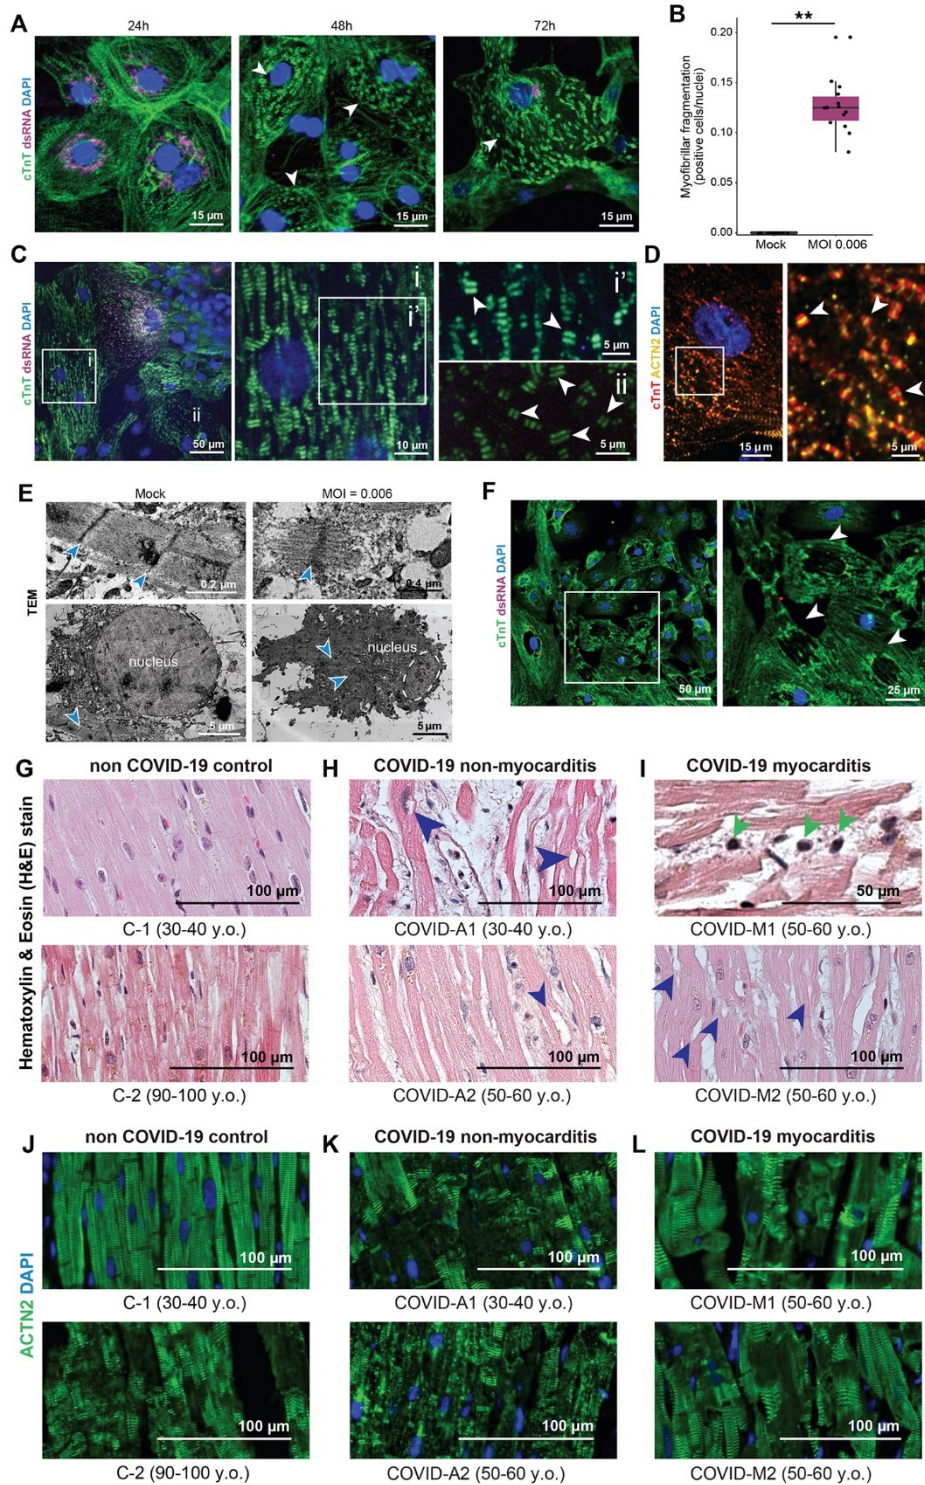 A
24h
48h
72h
cTnT dsRNA DAPI
15 µm
15 µm
15 µm
B
**
Myofibrillar fragmentation
(positive cells/nuclei)
0.20
0.15
0.10
0.05
0.00
Mock
MOI 0.006
C
cTnT dsRNA DAPI
i
ii
50 µm
i
i'
10 µm
i'
5 µm
ii
5 µm
D
cTnT ACTN2 DAPI
15 µm
5 µm
E
Mock
MOI = 0.006
TEM
0.2 µm
0.4 µm
nucleus
5 µm
nucleus
5 µm
F
cTnT dsRNA DAPI
50 µm
25 µm
Hematoxylin & Eosin (H&E) stain
G
non COVID-19 control
H
COVID-19 non-myocarditis
I
COVID-19 myocarditis
100 µm
100 µm
50 µm
C-1 (30-40 y.o.)
COVID-A1 (30-40 y.o.)
COVID-M1 (50-60 y.o.)
100 µm
100 µm
100 µm
C-2 (90-100 y.o.)
COVID-A2 (50-60 y.o.)
COVID-M2 (50-60 y.o.)
ACTN2 DAPI
J
non COVID-19 control
K
COVID-19 non-myocarditis
L
COVID-19 myocarditis
100 µm
100 µm
100 µm
C-1 (30-40 y.o.)
COVID-A1 (30-40 y.o.)
COVID-M1 (50-60 y.o.)
100 µm
100 µm
100 µm
C-2 (90-100 y.o.)
COVID-A2 (50-60 y.o.)
COVID-M2 (50-60 y.o.)